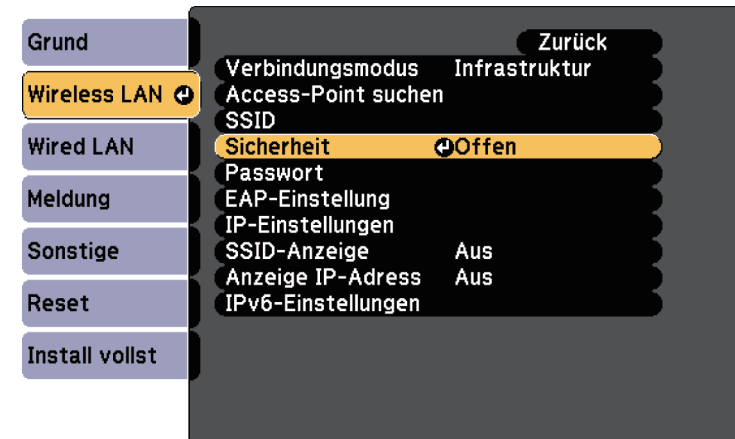 Grund
Wireless LAN
Wired LAN
Meldung
Sonstige
Reset
Install vollst
Zurück
Verbindungsmodus Infrastruktur
Access-Point suchen
SSID
Sicherheit Offen
Passwort
EAP-Einstellung
IP-Einstellungen
SSID-Anzeige Aus
Anzeige IP-Adress Aus
IPv6-Einstellungen